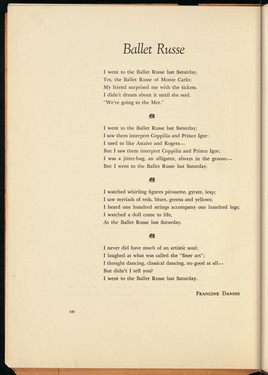 Ballet Russe
I went to the Ballet Russe last Saturday,
Yes, the Ballet Russe of Monte Carlo;
My friend surprised me with the tickets.
I didn't dream about it until she said,
"We're going to the Met."
I went to the Ballet Russe last Saturday;
I saw them interpret Coppilia and Prince Igor:
I used to like Astaire and Rogers—
But I saw them interpret Coppilia and Prince Igor;
I was a jitter-bug, an alligator, always in the groove—
But I went to the Ballet Russe last Saturday.
I watched whirling figures pirouette, gyrate, leap;
I saw myriads of reds, blues, greens and yellows;
I heard one hundred strings accompany one hundred legs;
I watched a doll come to life,
At the Ballet Russe last Saturday.
I never did have much of an artistic soul;
I laughed at what was called the "finer art";
I thought dancing, classical dancing, no good at all—
But didn't I tell you?
I went to the Ballet Russe last Saturday.
Francine Danish